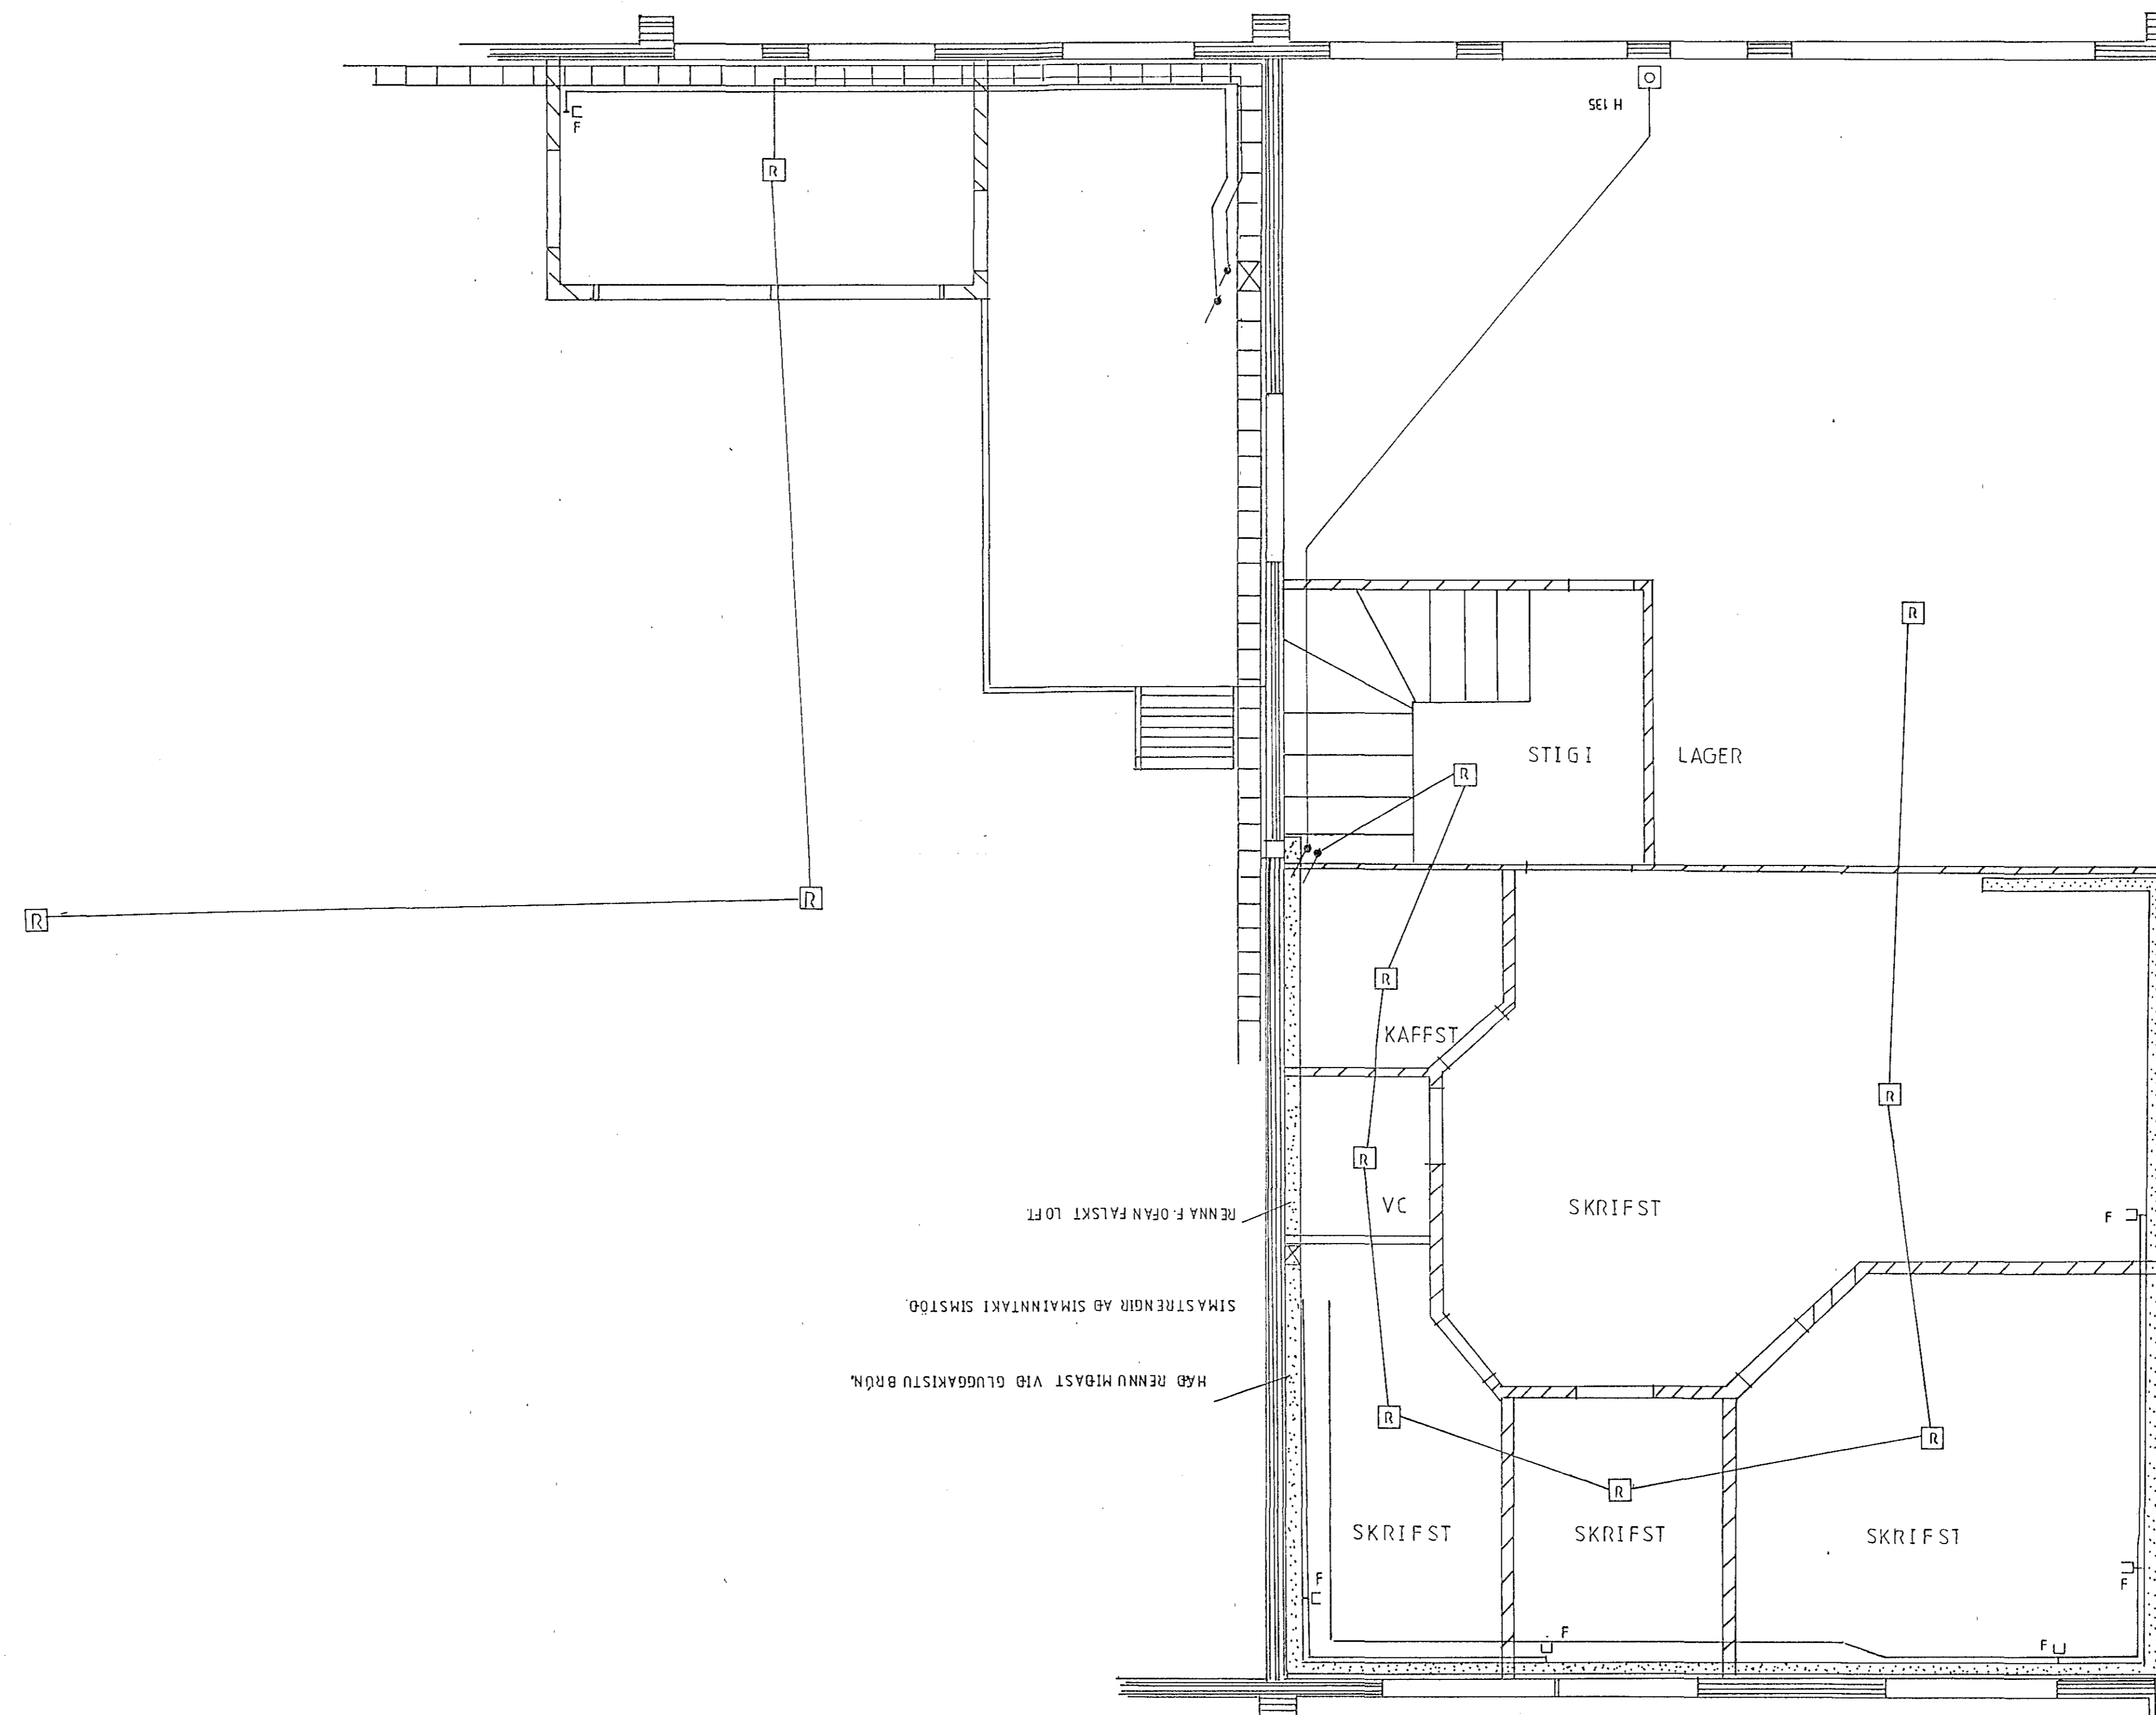 H 135
F
R
R
STIGI
LAGER
R
R
R
R
KAFFST
R
R
VC
SKRIFST
RENNA F. OFAN FALSKT LOFT.
F
SIMASTRENGIR AÐ SIMAINNTAKI SIMSTÖÐ.
HÆÐ RENNU MIÐAST VIÐ GLUGGAKISTU BRÚN.
R
R
R
SKRIFST
SKRIFST
SKRIFST
F
F
F
F